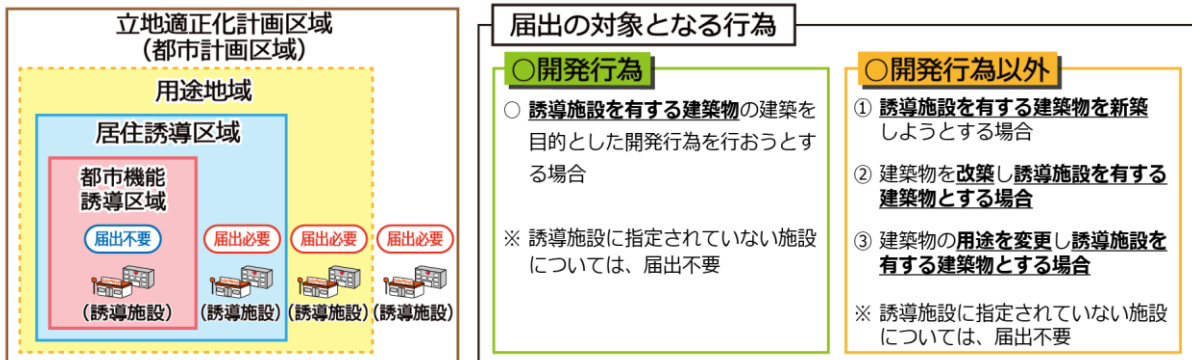 立地適正化計画区域
（都市計画区域）
用途地域
居住誘導区域
都市機能
誘導区域
届出不要
届出必要
届出必要
届出必要
（誘導施設）
（誘導施設）
（誘導施設）
（誘導施設）
届出の対象となる行為
○開発行為
○ 誘導施設を有する建築物の建築を
目的とした開発行為を行おうとす
る場合
※ 誘導施設に指定されていない施設
については、届出不要
○開発行為以外
① 誘導施設を有する建築物を新築
しようとする場合
② 建築物を改築し誘導施設を有する
建築物とする場合
③ 建築物の用途を変更し誘導施設を
有する建築物とする場合
※ 誘導施設に指定されていない施設
については、届出不要